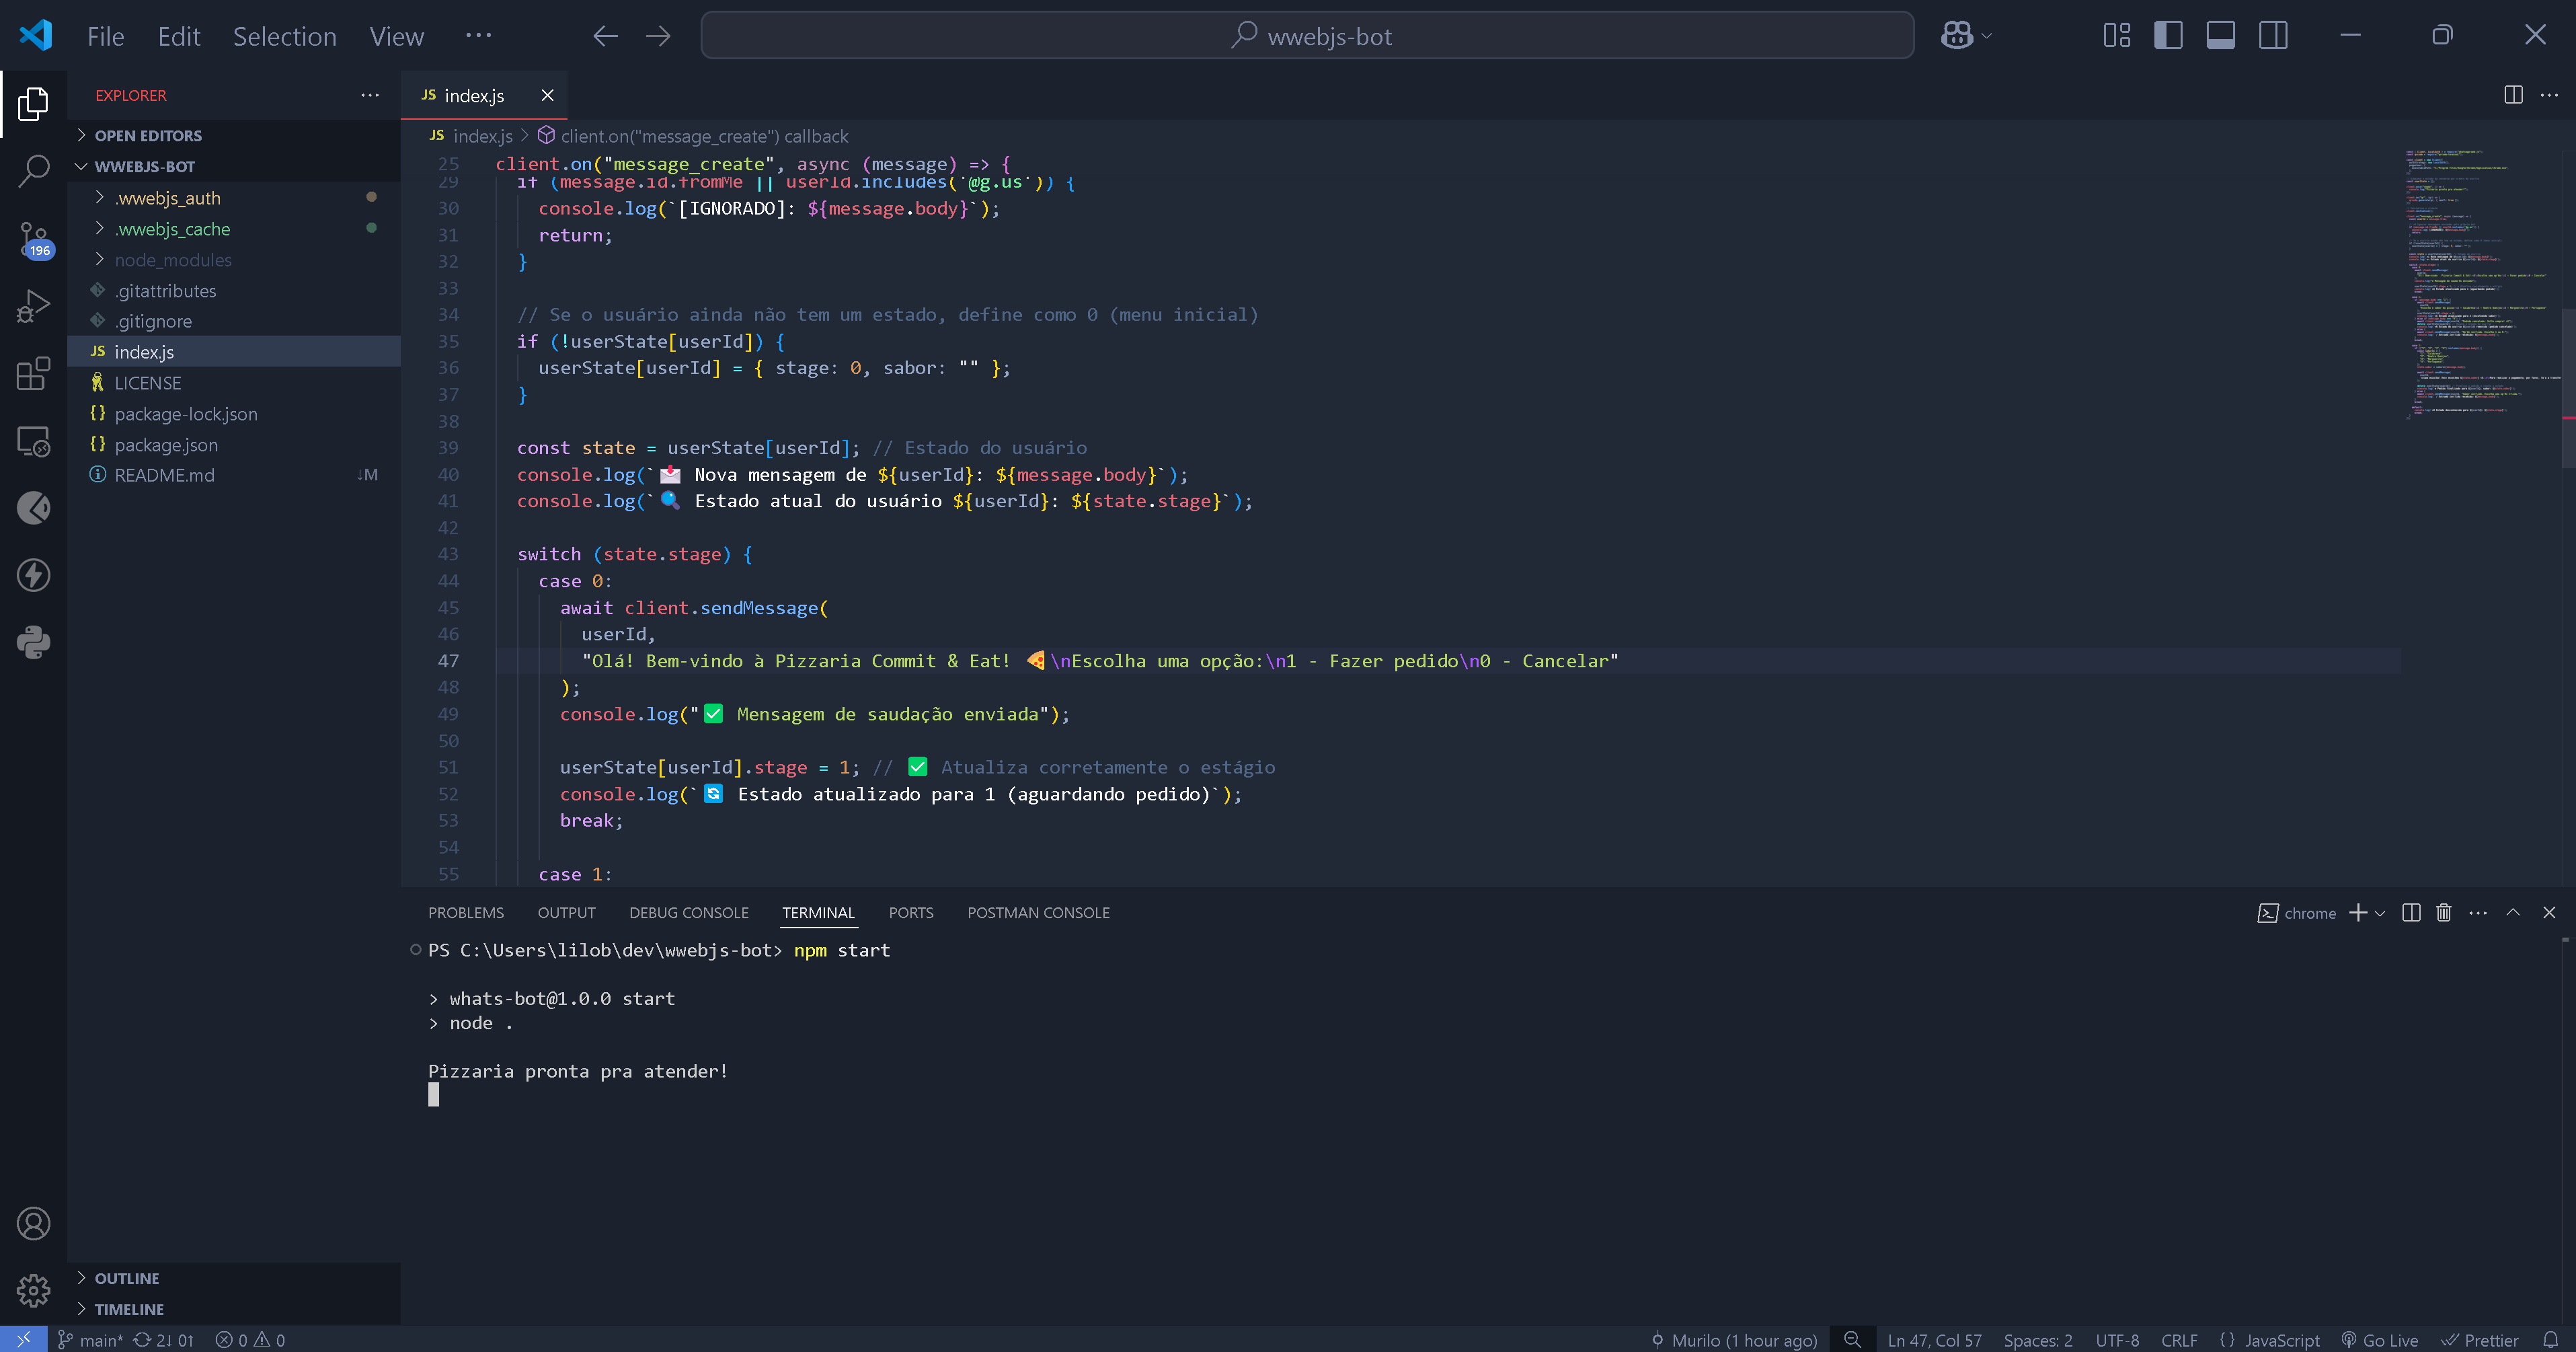 File Edit Selection View ···
wwebjs-bot
EXPLORER
OPEN EDITORS
WWEBJS-BOT
.wwebjs_auth
.wwebjs_cache
node_modules
.gitattributes
.gitignore
JS index.js
LICENSE
{} package-lock.json
{} package.json
README.md ↓M
196
OUTLINE
TIMELINE
JS index.js
JS index.js > client.on("message_create") callback
25 client.on("message_create", async (message) => {
29 if (message.id.fromMe || userId.includes(`@g.us`)) {
30 console.log(`[IGNORADO]: ${message.body}`);
31 return;
32 }
33
34 // Se o usuário ainda não tem um estado, define como 0 (menu inicial)
35 if (!userState[userId]) {
36 userState[userId] = { stage: 0, sabor: "" };
37 }
38
39 const state = userState[userId]; // Estado do usuário
40 console.log(`📩 Nova mensagem de ${userId}: ${message.body}`);
41 console.log(`🔍 Estado atual do usuário ${userId}: ${state.stage}`);
42
43 switch (state.stage) {
44 case 0:
45 await client.sendMessage(
46 userId,
47 "Olá! Bem-vindo à Pizzaria Commit & Eat! 🍕\nEscolha uma opção:\n1 - Fazer pedido\n0 - Cancelar"
48 );
49 console.log("✅ Mensagem de saudação enviada");
50
51 userState[userId].stage = 1; // ✅ Atualiza corretamente o estágio
52 console.log(`🔄 Estado atualizado para 1 (aguardando pedido)`);
53 break;
54
55 case 1:
PROBLEMS OUTPUT DEBUG CONSOLE TERMINAL PORTS POSTMAN CONSOLE
chrome
PS C:\Users\lilob\dev\wwebjs-bot> npm start
> whats-bot@1.0.0 start
> node .
Pizzaria pronta pra atender!
main* 2↓ 0↑ 0 0
Murilo (1 hour ago) Ln 47, Col 57 Spaces: 2 UTF-8 CRLF {} JavaScript Go Live Prettier